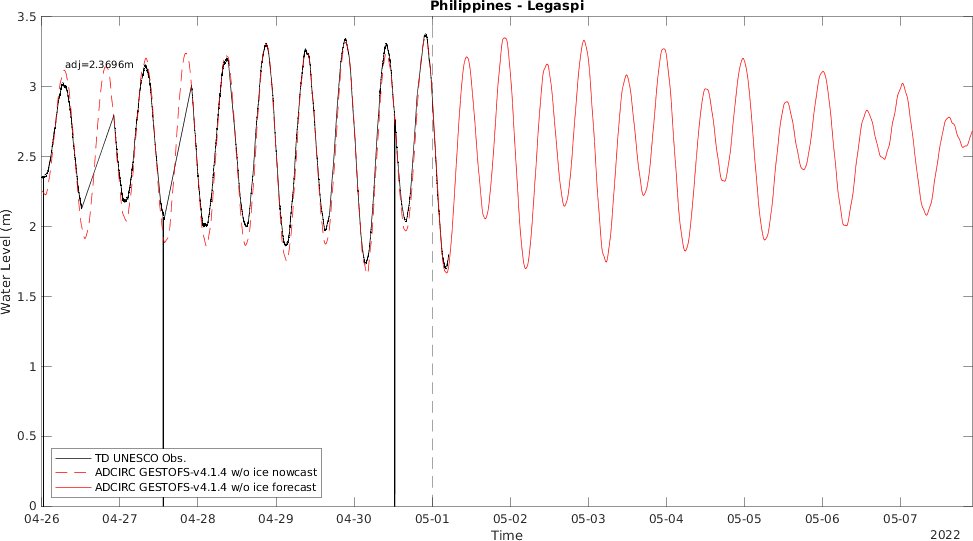 Philippines - Legaspi
3.5
3
2.5
2
1.5
1
0.5
0
Water Level (m)
adj=2.3696m
TD UNESCO Obs.
ADCIRC GESTOFS-v4.1.4 w/o ice nowcast
ADCIRC GESTOFS-v4.1.4 w/o ice forecast
04-26 04-27 04-28 04-29 04-30 05-01 05-02 05-03 05-04 05-05 05-06 05-07
Time
2022